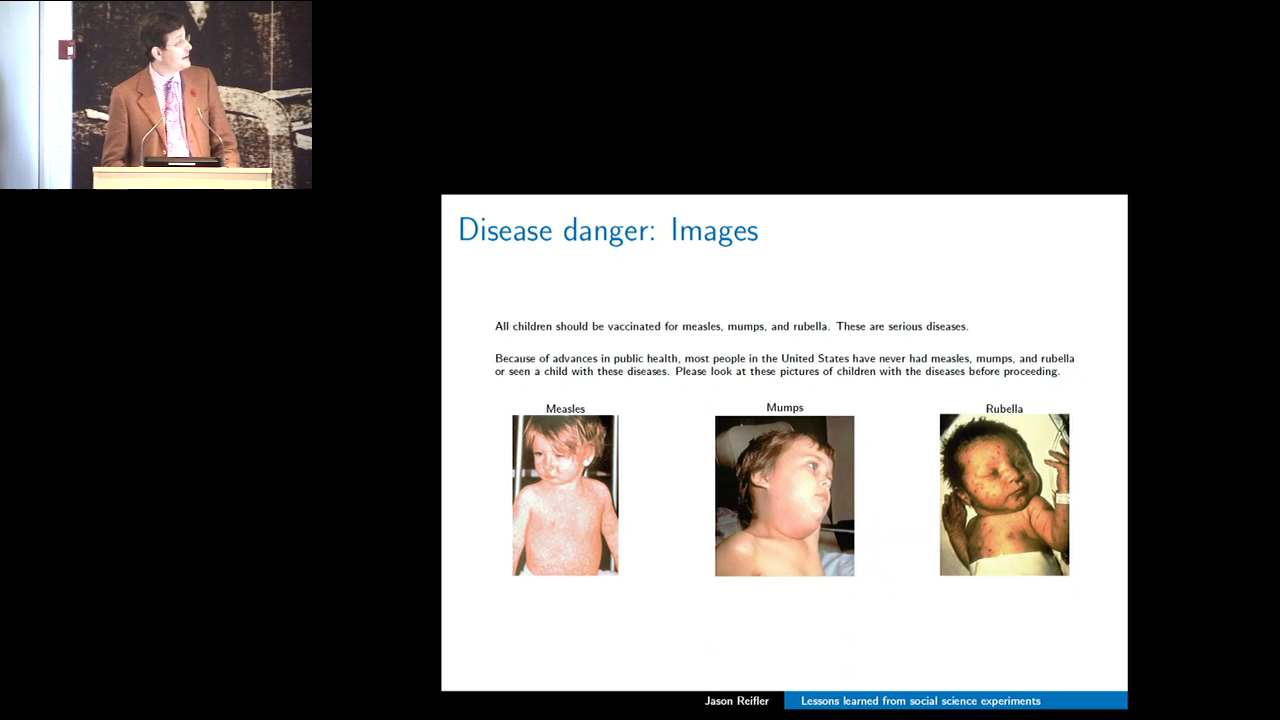 Disease danger: Images
All children should be vaccinated for measles, mumps, and rubella. These are serious diseases.
Because of advances in public health, most people in the United States have never had measles, mumps, and rubella
or seen a child with these diseases. Please look at these pictures of children with the diseases before proceeding.
Measles
Mumps
Rubella
Jason Reifler
Lessons learned from social science experiments